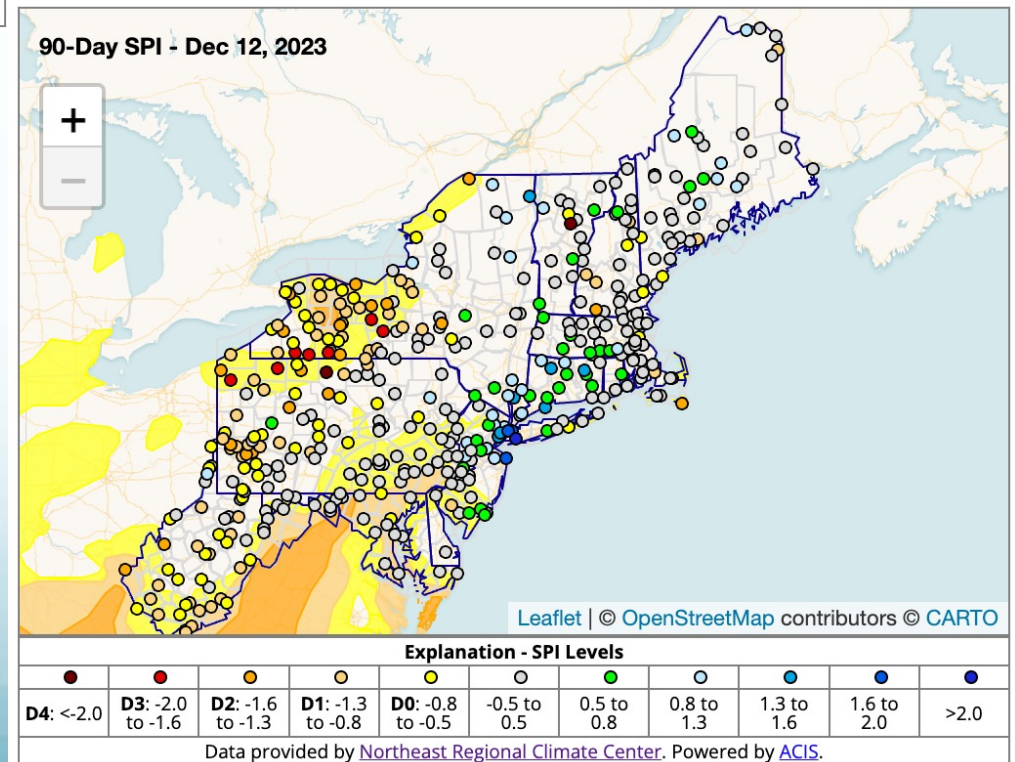 90-Day SPI - Dec 12, 2023
+
−
Leaflet | © OpenStreetMap contributors © CARTO
Explanation - SPI Levels
D4: <-2.0
D3: -2.0
to -1.6
D2: -1.6
to -1.3
D1: -1.3
to -0.8
D0: -0.8
to -0.5
-0.5 to
0.5
0.5 to
0.8
0.8 to
1.3
1.3 to
1.6
1.6 to
2.0
>2.0
Data provided by Northeast Regional Climate Center. Powered by ACIS.